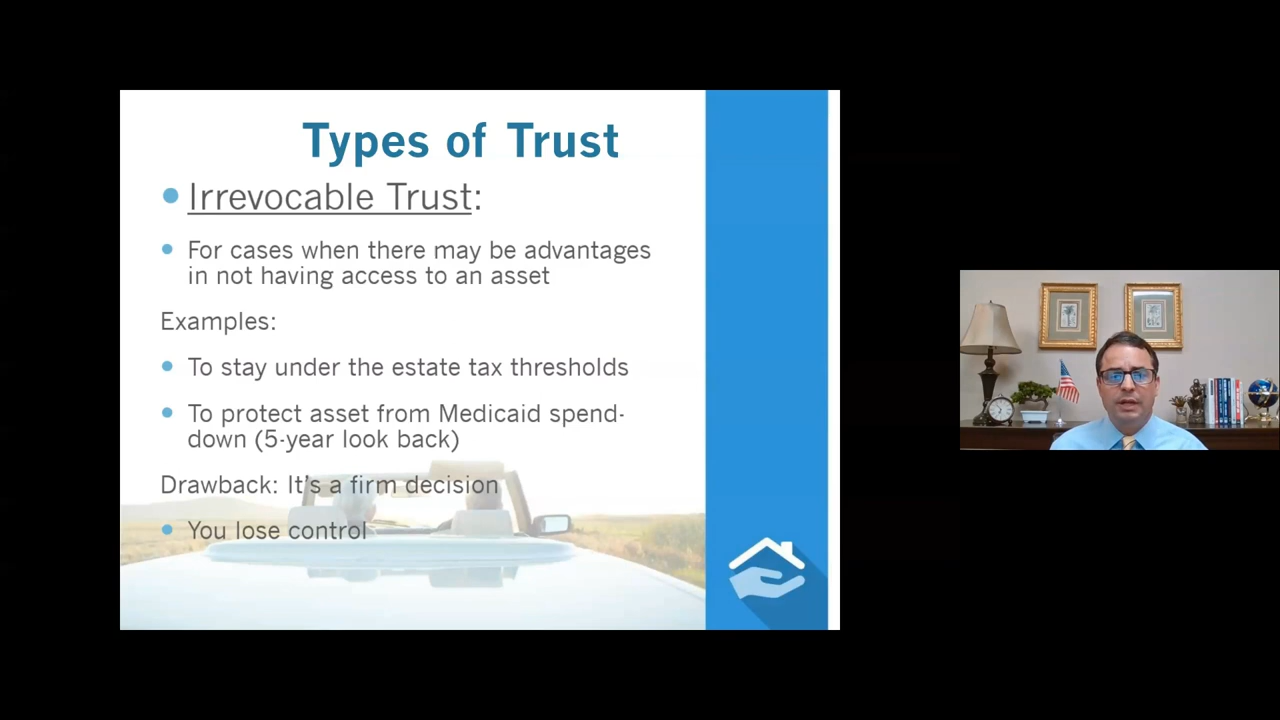 Types of Trust
Irrevocable Trust:
For cases when there may be advantages
in not having access to an asset
Examples:
To stay under the estate tax thresholds
To protect asset from Medicaid spend-
down (5-year look back)
Drawback: It's a firm decision
You lose control